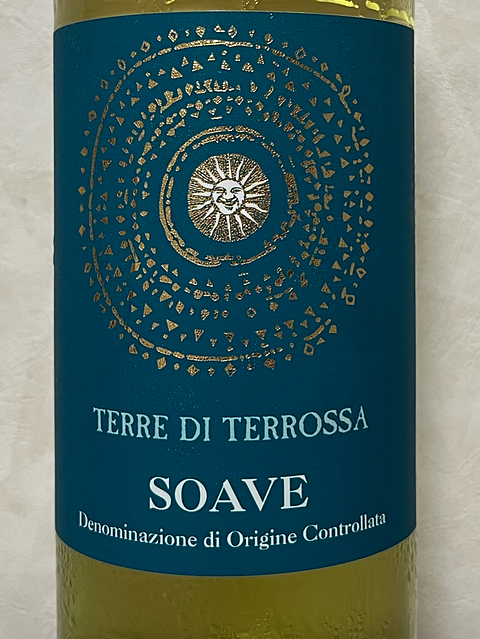 TERRE DI TERROSSA
SOAVE
Denominazione di Origine Controllata